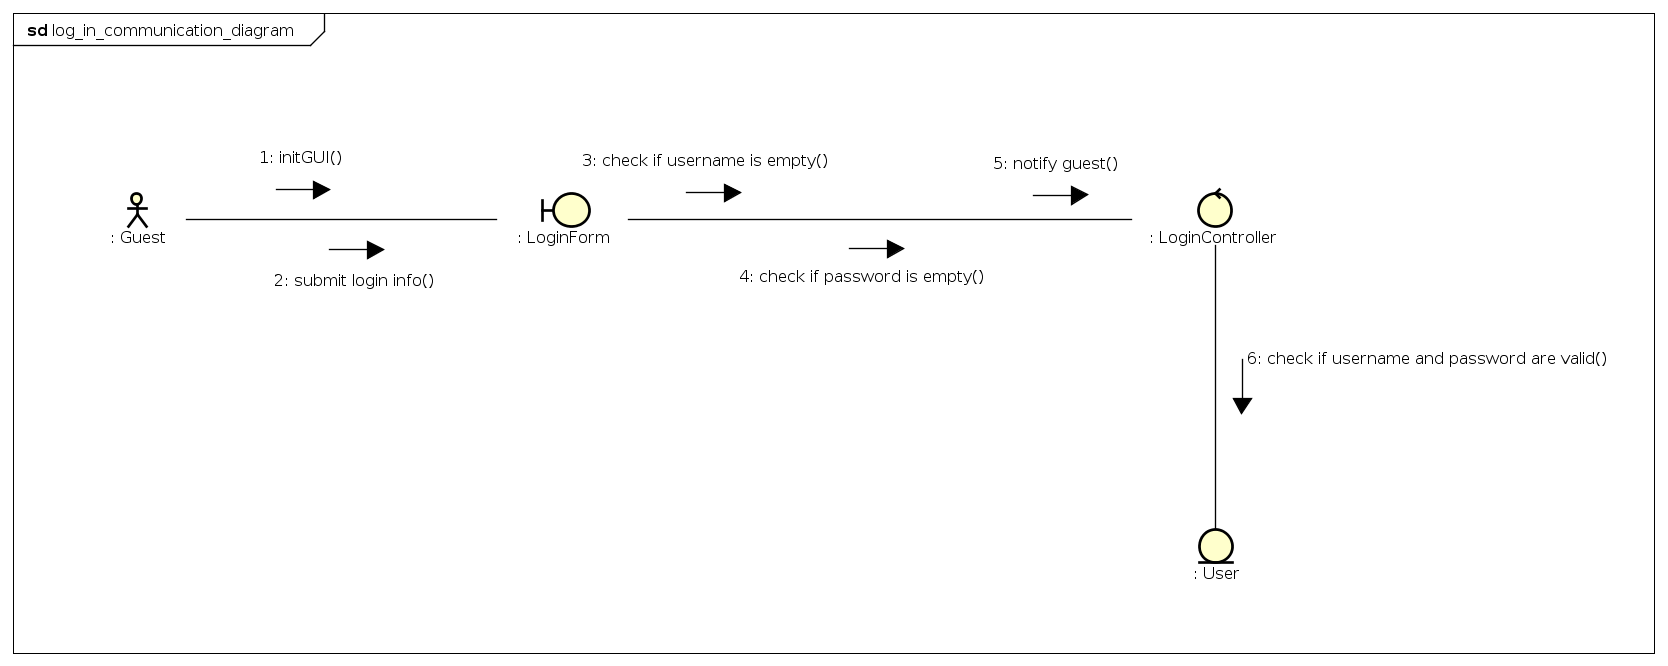 sd log_in_communication_diagram
1: initGUI()
3: check if username is empty()
5: notify guest()
: Guest
: LoginForm
: LoginController
2: submit login info()
4: check if password is empty()
6: check if username and password are valid()
: User